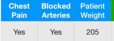 Chest Blocked Patient
Pain Arteries Weight
Yes Yes 205